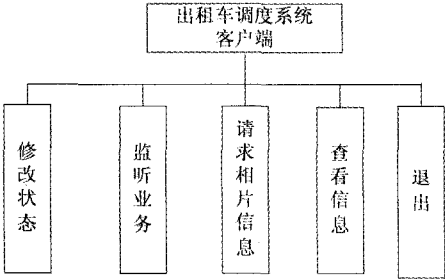 出租车调度系统
客户端
修改状态
监听业务
请求相片信息
查看信息
退出